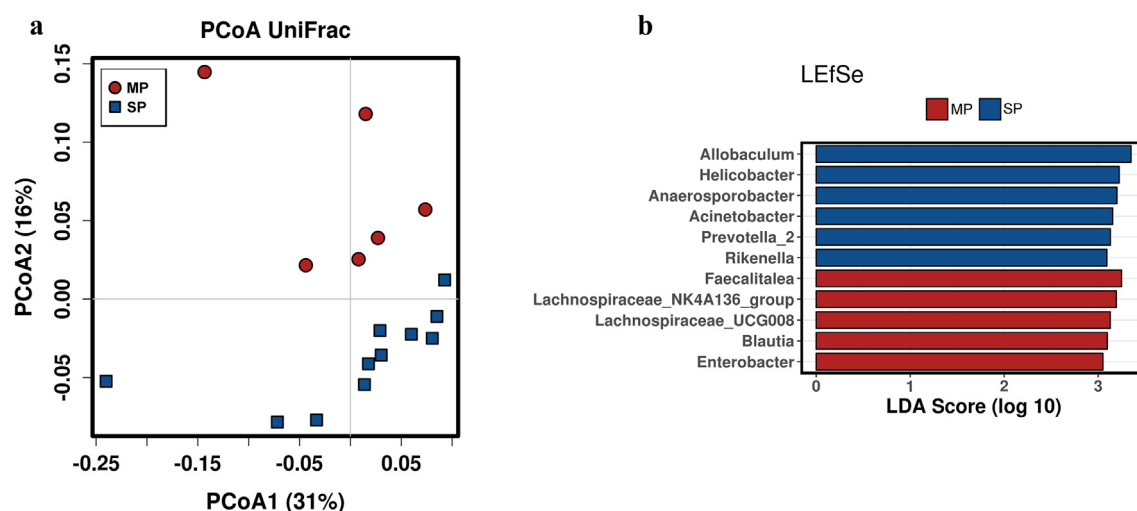 a
PCoA UniFrac
MP
SP
0.15
0.10
0.05
0.00
-0.05
PCoA2 (16%)
-0.25
-0.15
-0.05
0.05
PCoA1 (31%)
b
LEfSe
MP
SP
Allobaculum
Helicobacter
Anaerosporobacter
Acinetobacter
Prevotella_2
Rikenella
Faecalitalea
Lachnospiraceae_NK4A136_group
Lachnospiraceae_UCG008
Blautia
Enterobacter
0
1
2
3
LDA Score (log 10)